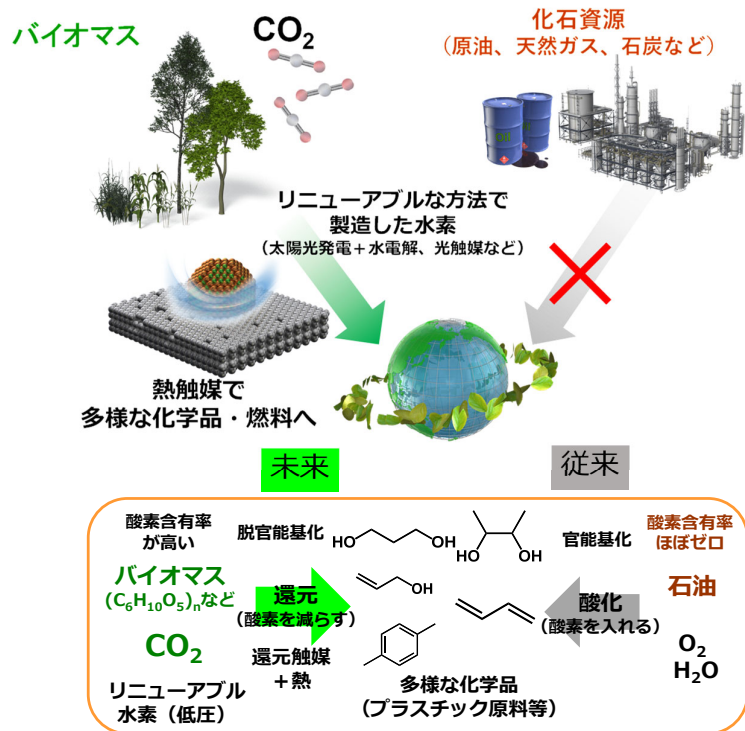 バイオマス
CO2
化石資源
（原油、天然ガス、石炭など）
Oil
リニューアブルな方法で
製造した水素
（太陽光発電＋水電解、光触媒など）
熱触媒で
多様な化学品・燃料へ
未来
従来
酸素含有率
が高い
脱官能基化
HO
OH
HO
OH
官能基化
酸素含有率
ほぼゼロ
バイオマス
(C6H10O5)nなど
還元
（酸素を減らす）
OH
酸化
（酸素を入れる）
石油
CO2
還元触媒
＋熱
O2
H2O
リニューアブル
水素（低圧）
多様な化学品
（プラスチック原料等）